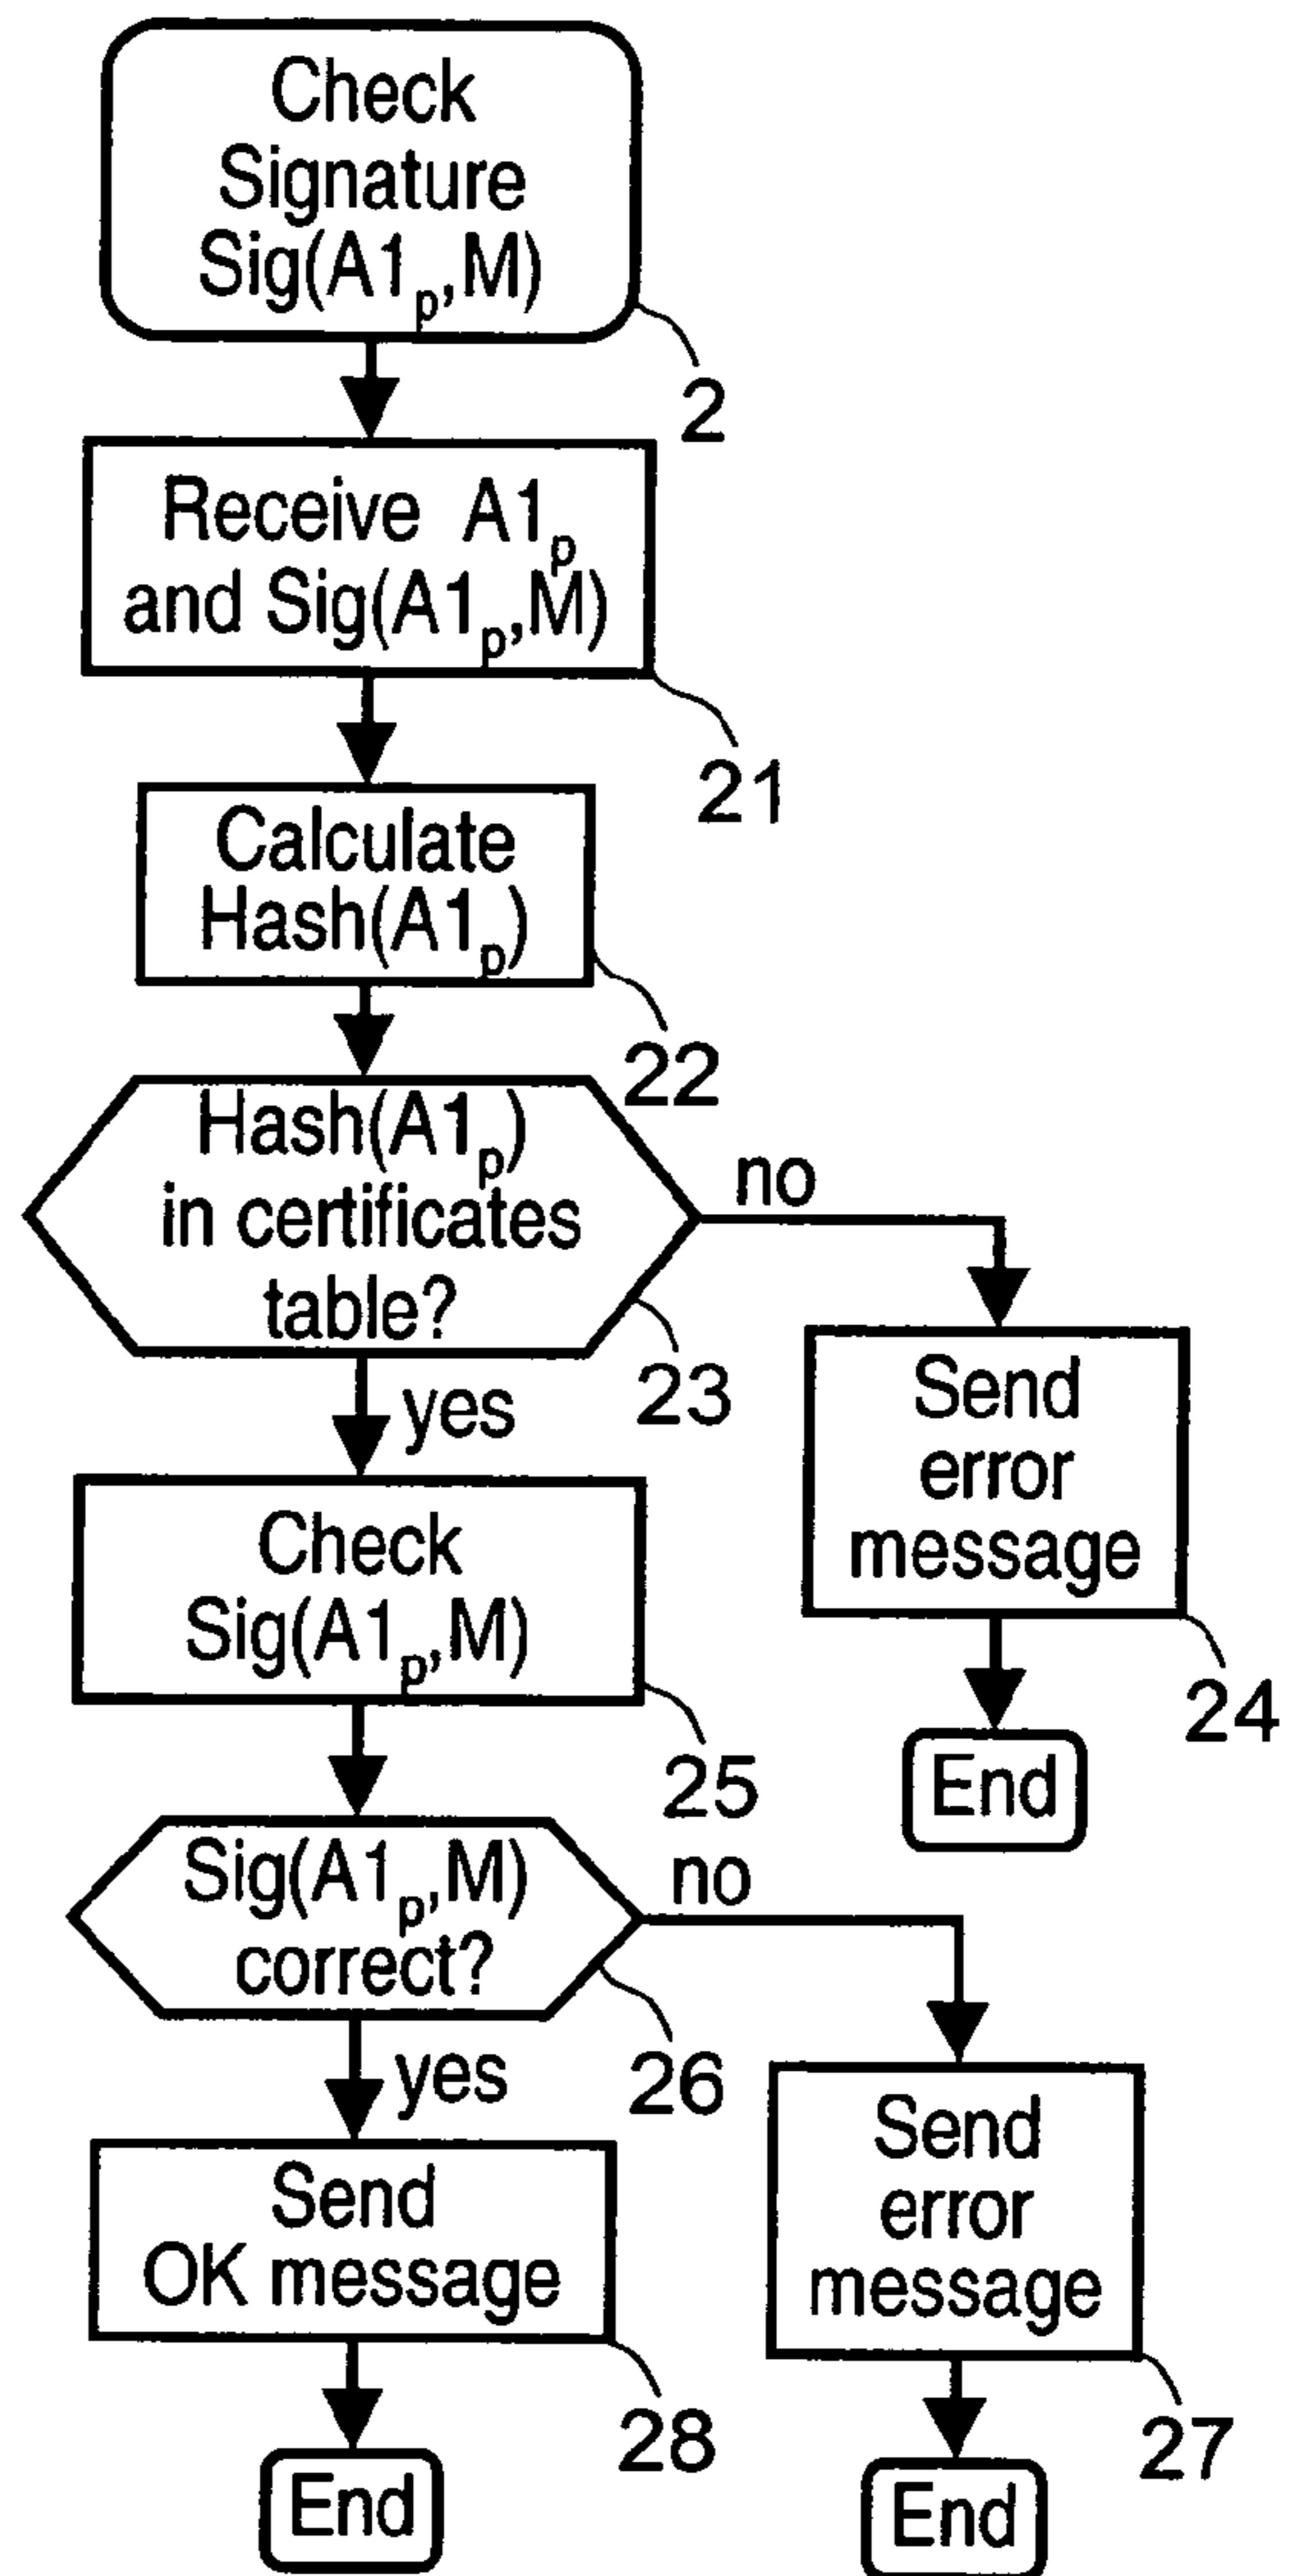 Check
Signature
Sig(A1ₚ,M)
2
Receive A1ₚ
and Sig(A1ₚ,M)
21
Calculate
Hash(A1ₚ)
22
Hash(A1ₚ)
in certificates
table?
no
23
yes
Send
error
message
24
End
Check
Sig(A1ₚ,M)
25
Sig(A1ₚ,M)
correct?
no
26
yes
Send
error
message
27
End
Send
OK message
28
End